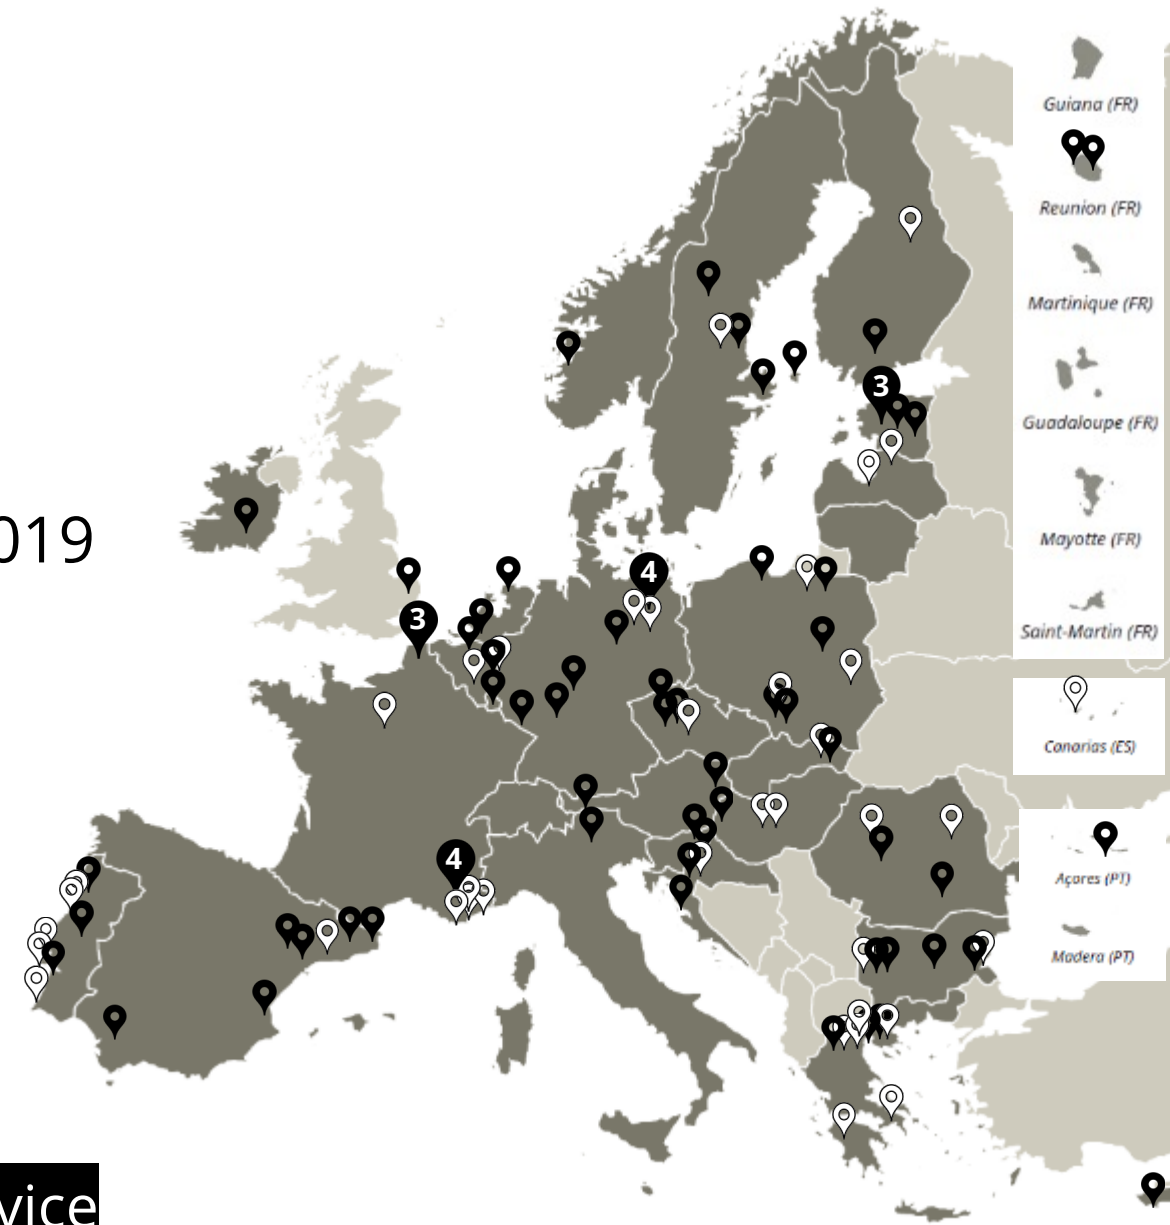 Guiana (FR)
Reunion (FR)
Martinique (FR)
3
Guadaloupe (FR)
019
Mayotte (FR)
4
3
Saint-Martin (FR)
Canarias (ES)
4
Açores (PT)
Madera (PT)
vice